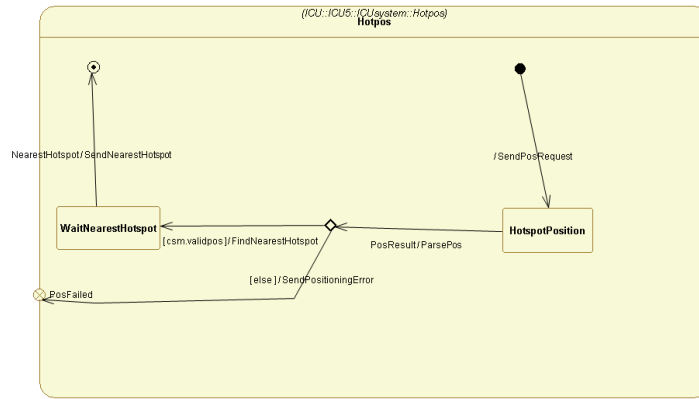 (ICU::ICU5::ICUsystem::Hotpos)
Hotpos
NearestHotspot/SendNearestHotspot
/SendPosRequest
WaitNearestHotspot
HotspotPosition
[csm.validpos]/FindNearestHotspot
PosResult/ParsePos
[else]/SendPositioningError
PosFailed